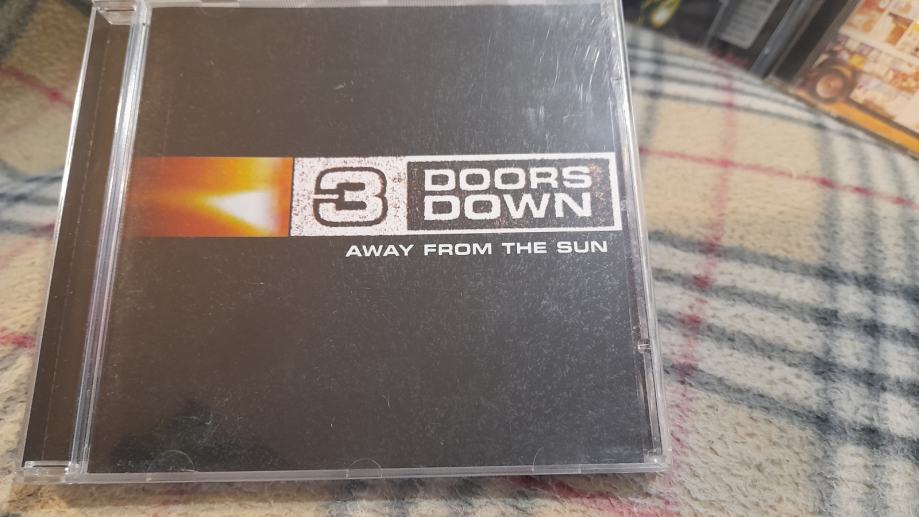 3 DOORS
DOWN
AWAY FROM THE SUN